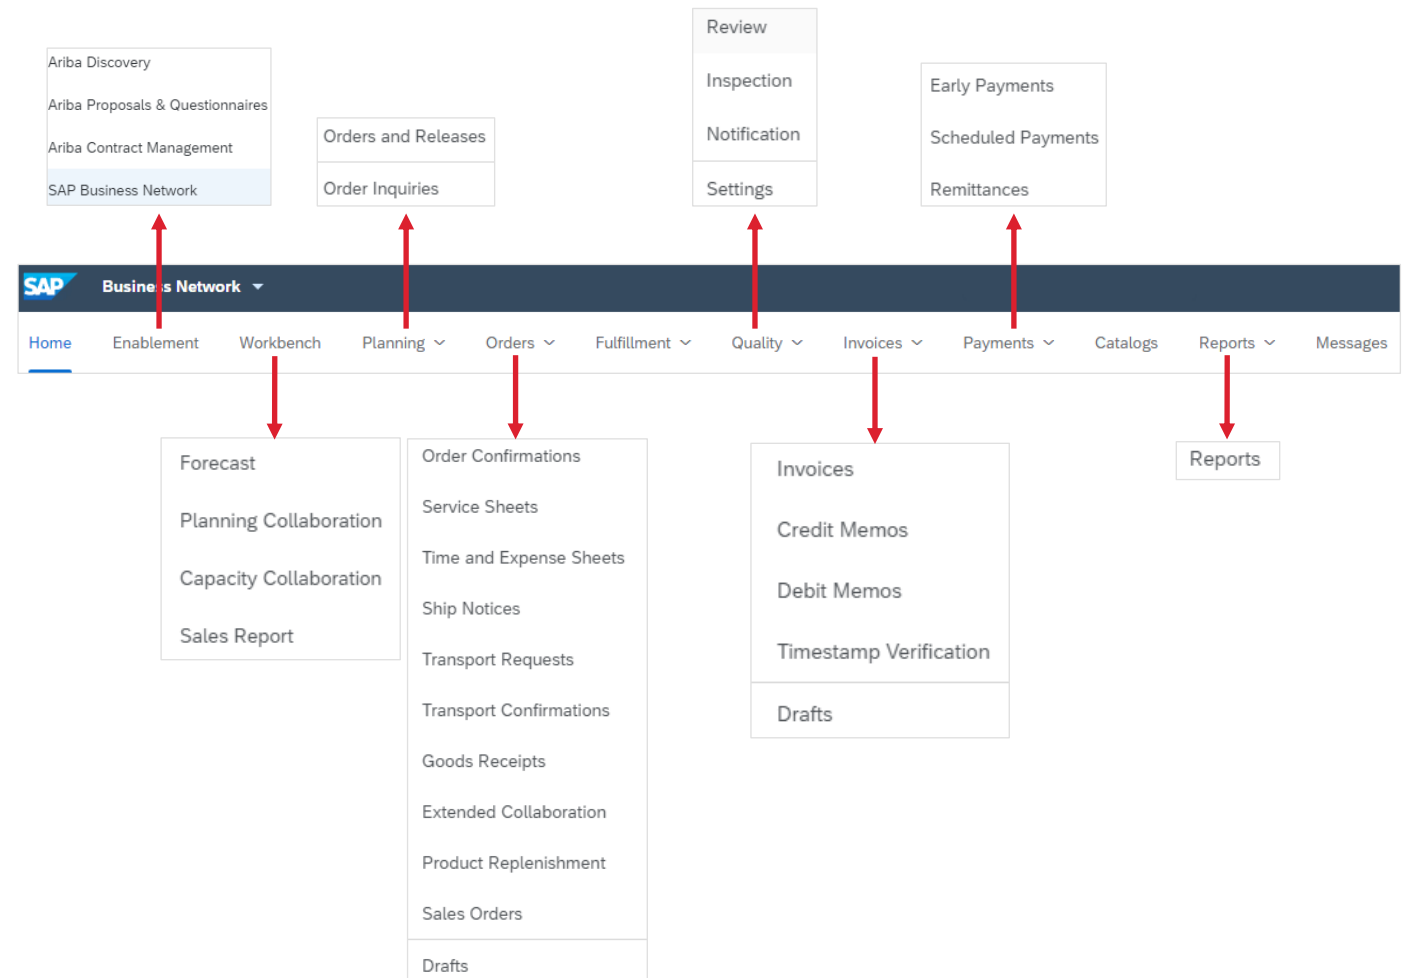 Ariba Discovery
Ariba Proposals & Questionnaires
Ariba Contract Management
SAP Business Network
Orders and Releases
Order Inquiries
Review
Inspection
Notification
Settings
Early Payments
Scheduled Payments
Remittances
SAP Business Network
Home Enablement Workbench Planning Orders Fulfillment Quality Invoices Payments Catalogs Reports Messages
Forecast
Planning Collaboration
Capacity Collaboration
Sales Report
Order Confirmations
Service Sheets
Time and Expense Sheets
Ship Notices
Transport Requests
Transport Confirmations
Goods Receipts
Extended Collaboration
Product Replenishment
Sales Orders
Drafts
Invoices
Credit Memos
Debit Memos
Timestamp Verification
Drafts
Reports